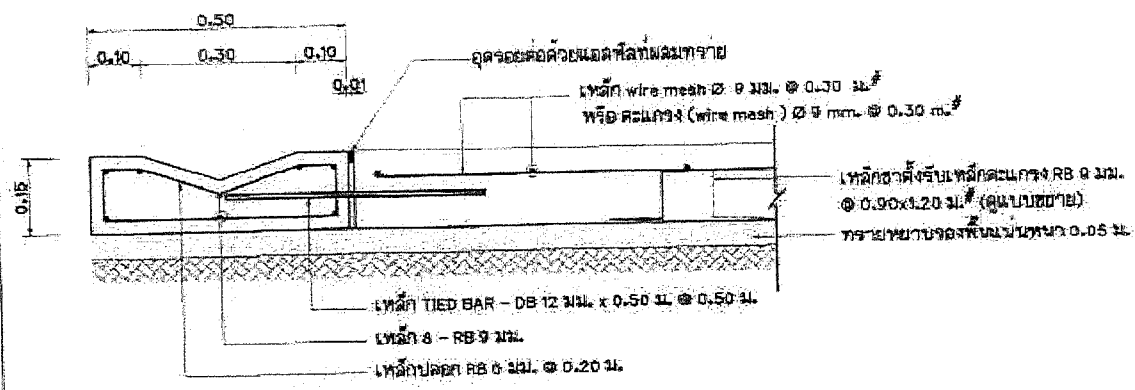 0.50
0.10 0.30 0.10
0.01
อุดรอยต่อด้วยแอสฟัลท์ผสมทราย
เหล็ก wire mesh Ø 9 มม. @ 0.30 ม.#
หรือ ตะแกรง (wire mash) Ø 9 mm. @ 0.30 m.#
0.15
เหล็กขาตั้งรับเหล็กตะแกรง RB 9 มม.
@ 0.90x1.20 ม.# (ดูแบบขยาย)
ทรายหยาบรองพื้นแน่นหนา 0.05 ม.
เหล็ก TIED BAR - DB 12 มม. x 0.50 ม. @ 0.50 ม.
เหล็ก 8 - RB 9 มม.
เหล็กปลอก RB 6 มม. @ 0.20 ม.